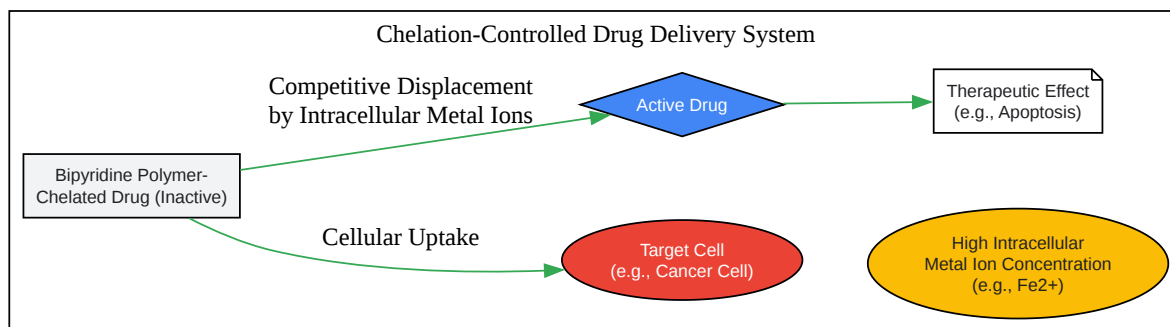 Chelation-Controlled Drug Delivery System
Competitive Displacement
by Intracellular Metal Ions
Active Drug
Therapeutic Effect
(e.g., Apoptosis)
Bipyridine Polymer-
Chelated Drug (Inactive)
Cellular Uptake
Target Cell
(e.g., Cancer Cell)
High Intracellular
Metal Ion Concentration
(e.g., Fe2+)